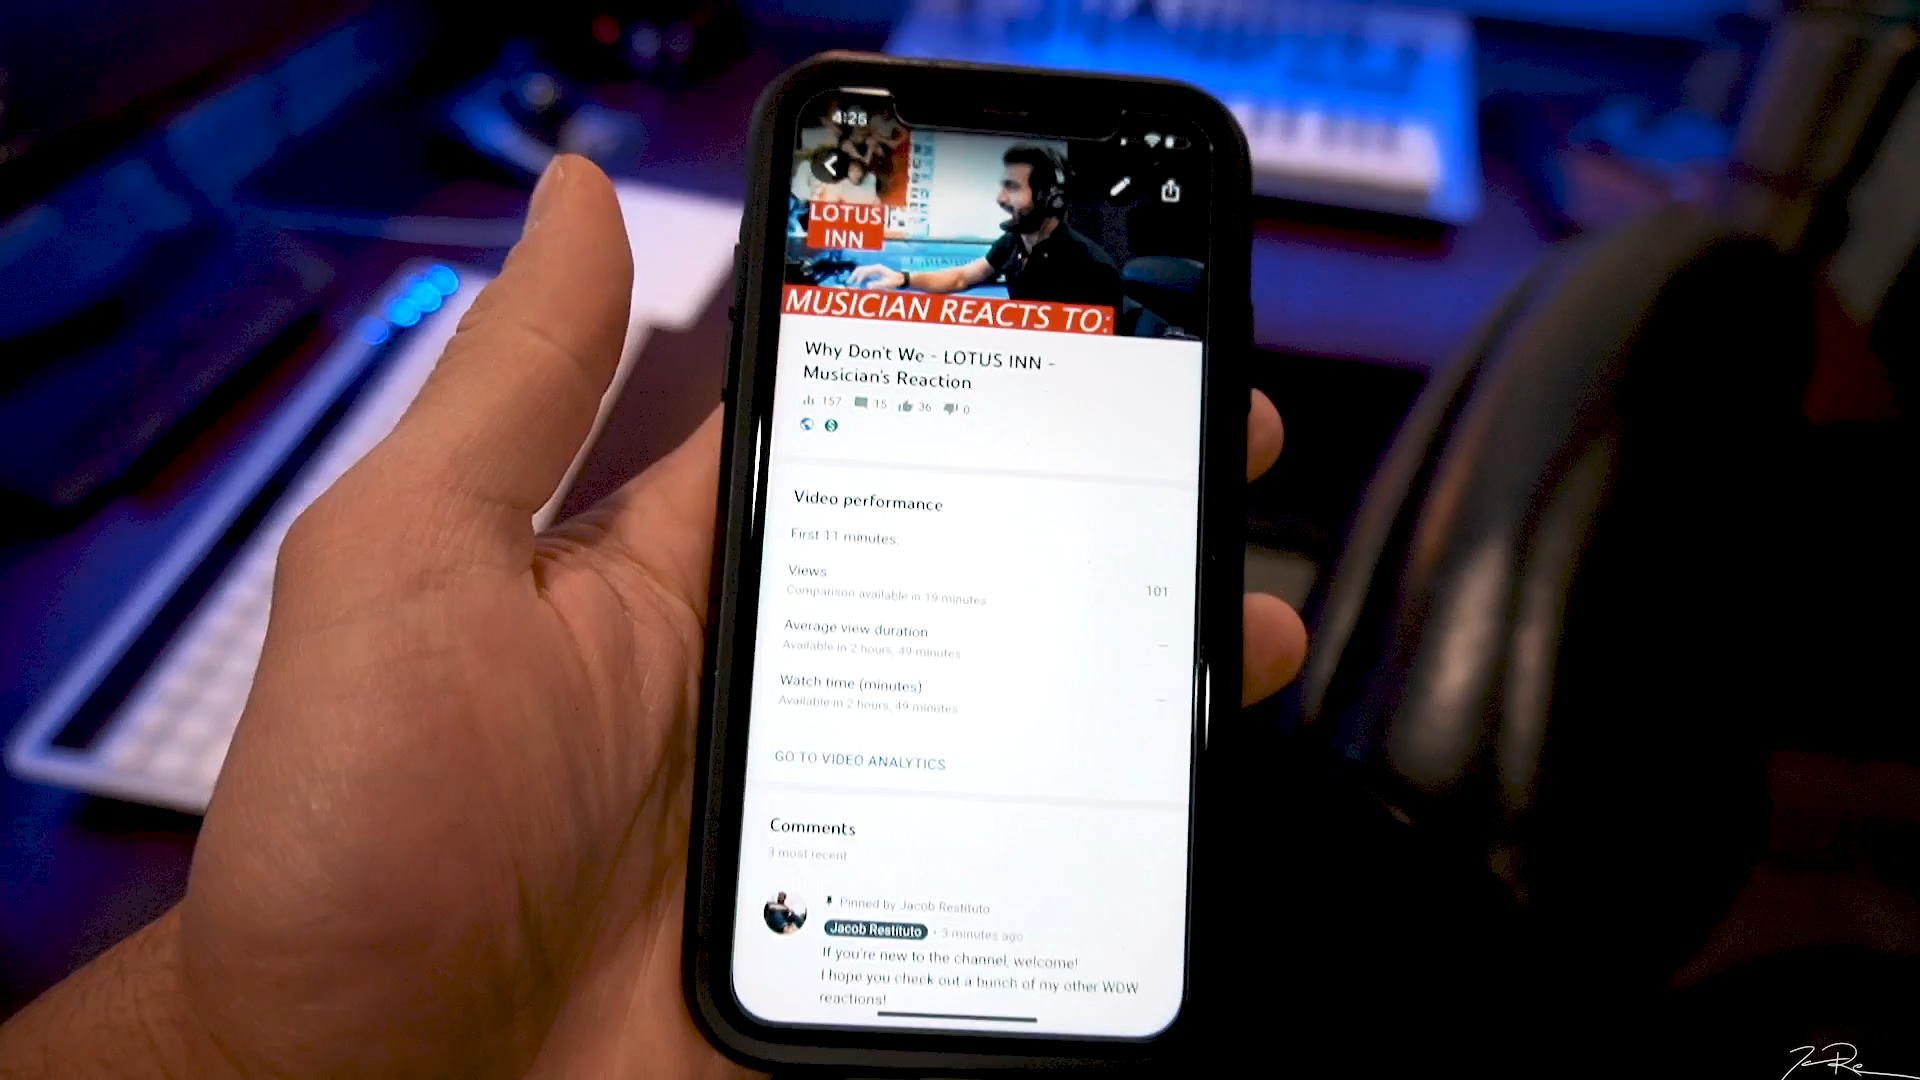 4:25
LOTUS
INN
MUSICIAN REACTS TO:
Why Don't We - LOTUS INN -
Musician's Reaction
157 15 36 0
Video performance
First 11 minutes:
Views
101
Comparison available in 19 minutes
Average view duration
Available in 2 hours, 49 minutes
Watch time (minutes)
Available in 2 hours, 49 minutes
GO TO VIDEO ANALYTICS
Comments
3 most recent
Pinned by Jacob Restituto
Jacob Restituto • 3 minutes ago
If you're new to the channel, welcome!
I hope you check out a bunch of my other WDW
reactions!